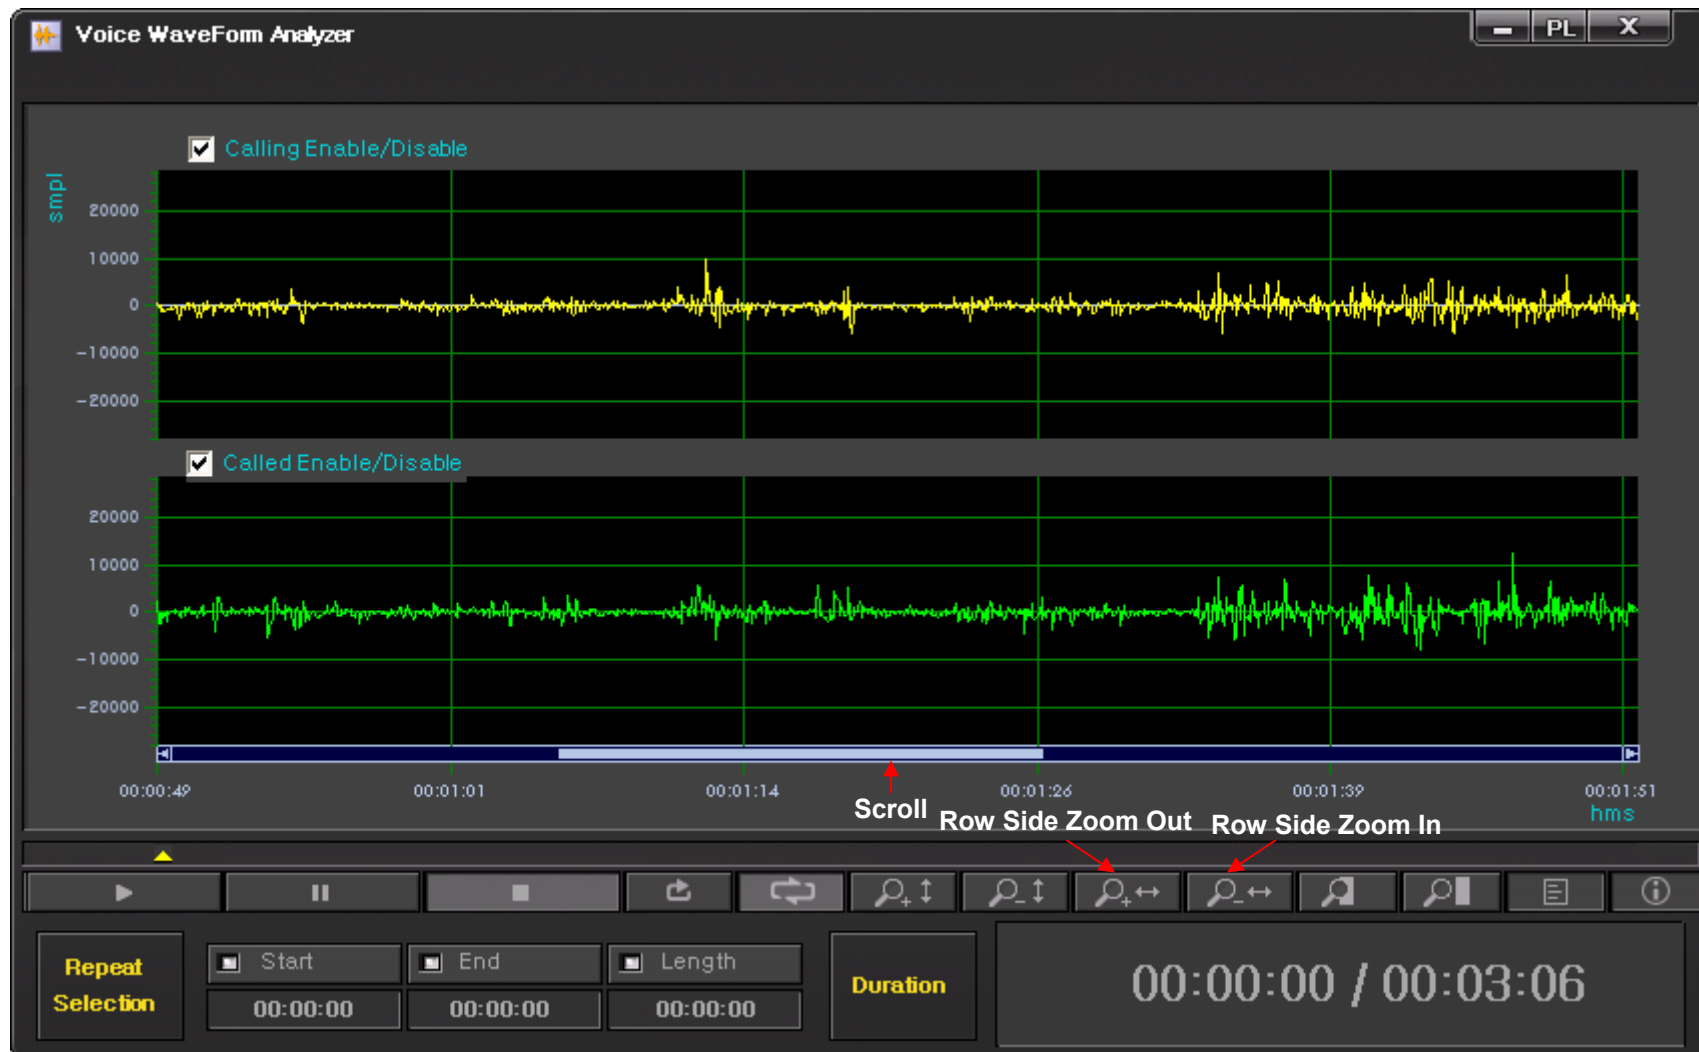 Voice WaveForm Analyzer
PL X
Calling Enable/Disable
smpl
20000
10000
0
-10000
-20000
Called Enable/Disable
20000
10000
0
-10000
-20000
00:00:49 00:01:01 00:01:14 00:01:26 00:01:39 00:01:51
hms
Scroll
Row Side Zoom Out
Row Side Zoom In
Repeat
Selection
Start End Length
00:00:00 00:00:00 00:00:00
Duration
00:00:00 / 00:03:06